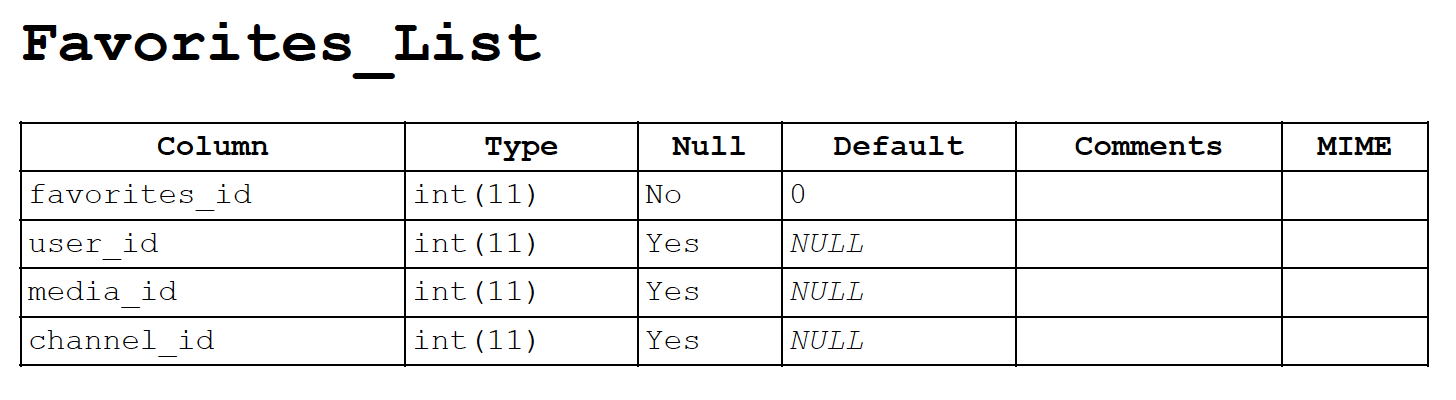 Favorites_List
Column Type Null Default Comments MIME
favorites_id int(11) No 0
user_id int(11) Yes NULL
media_id int(11) Yes NULL
channel_id int(11) Yes NULL